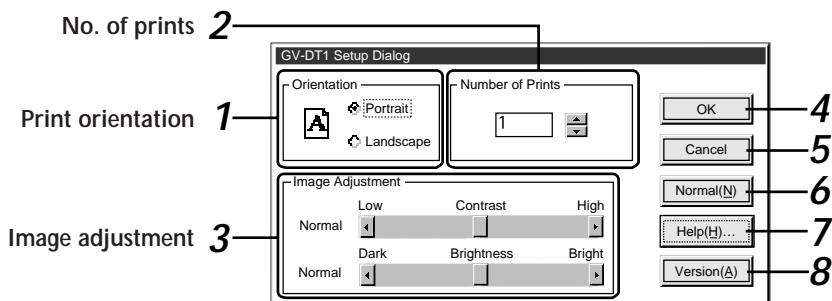 No. of prints 2
GV-DT1 Setup Dialog
Orientation
Portrait
Landscape
Number of Prints
1
Print orientation 1
A
OK 4
Cancel 5
Normal(N) 6
Help(H)... 7
Version(A) 8
Image adjustment 3
Image Adjustment
Low Contrast High
Normal
Dark Brightness Bright
Normal